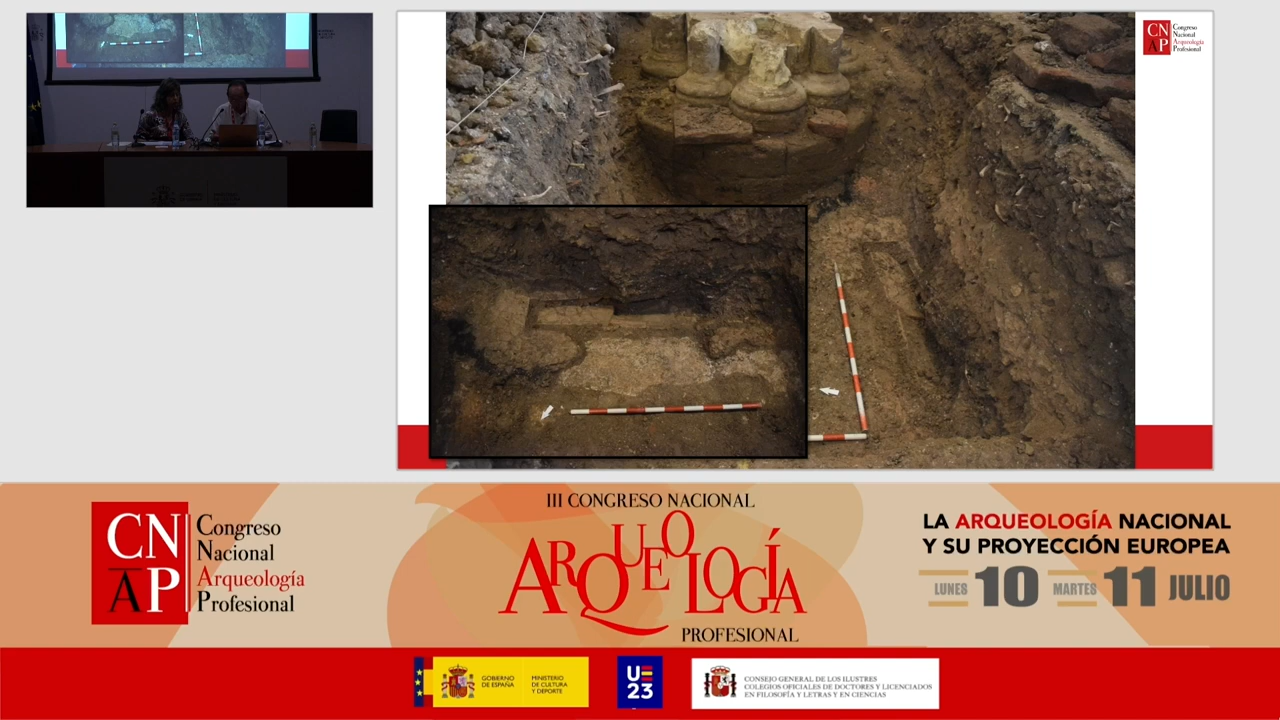 CN
AP
Congreso
Nacional
Arqueología
Profesional
CN
AP
Congreso
Nacional
Arqueología
Profesional
III CONGRESO NACIONAL
ARQUEOLOGÍA
PROFESIONAL
LA ARQUEOLOGÍA NACIONAL
Y SU PROYECCIÓN EUROPEA
LUNES 10 MARTES 11 JULIO
GOBIERNO
DE ESPAÑA
MINISTERIO
DE CULTURA
Y DEPORTE
UE
23
CONSEJO GENERAL DE LOS ILUSTRES
COLEGIOS OFICIALES DE DOCTORES Y LICENCIADOS
EN FILOSOFÍA Y LETRAS Y EN CIENCIAS